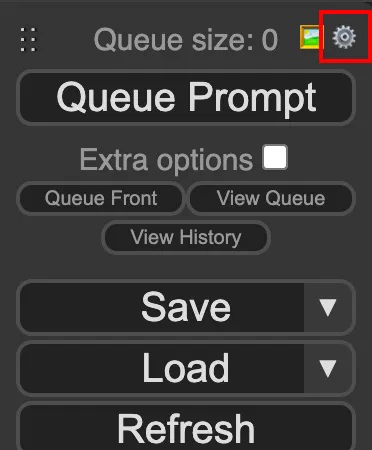 Queue size: 0
Queue Prompt
Extra options
Queue Front View Queue
View History
Save ▼
Load ▼
Refresh